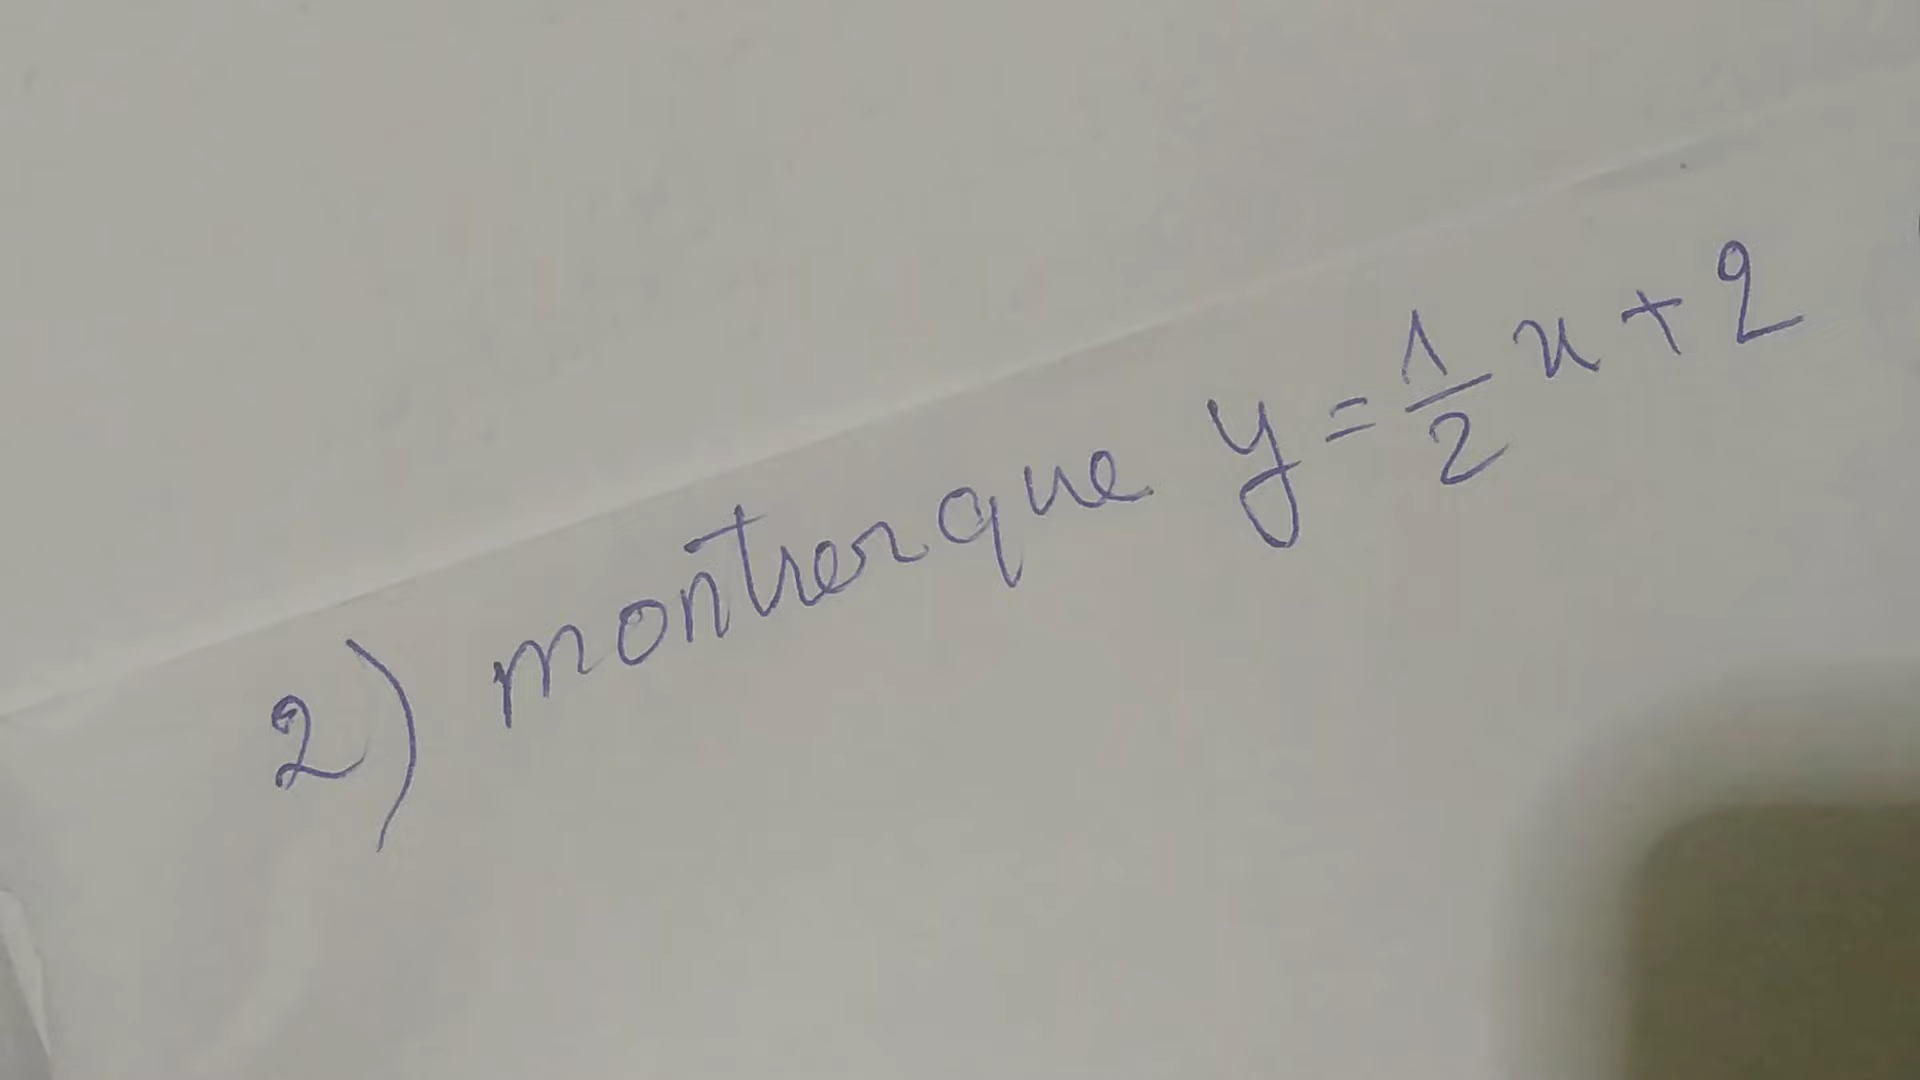 2) montrer que y = 1/2 x + 2